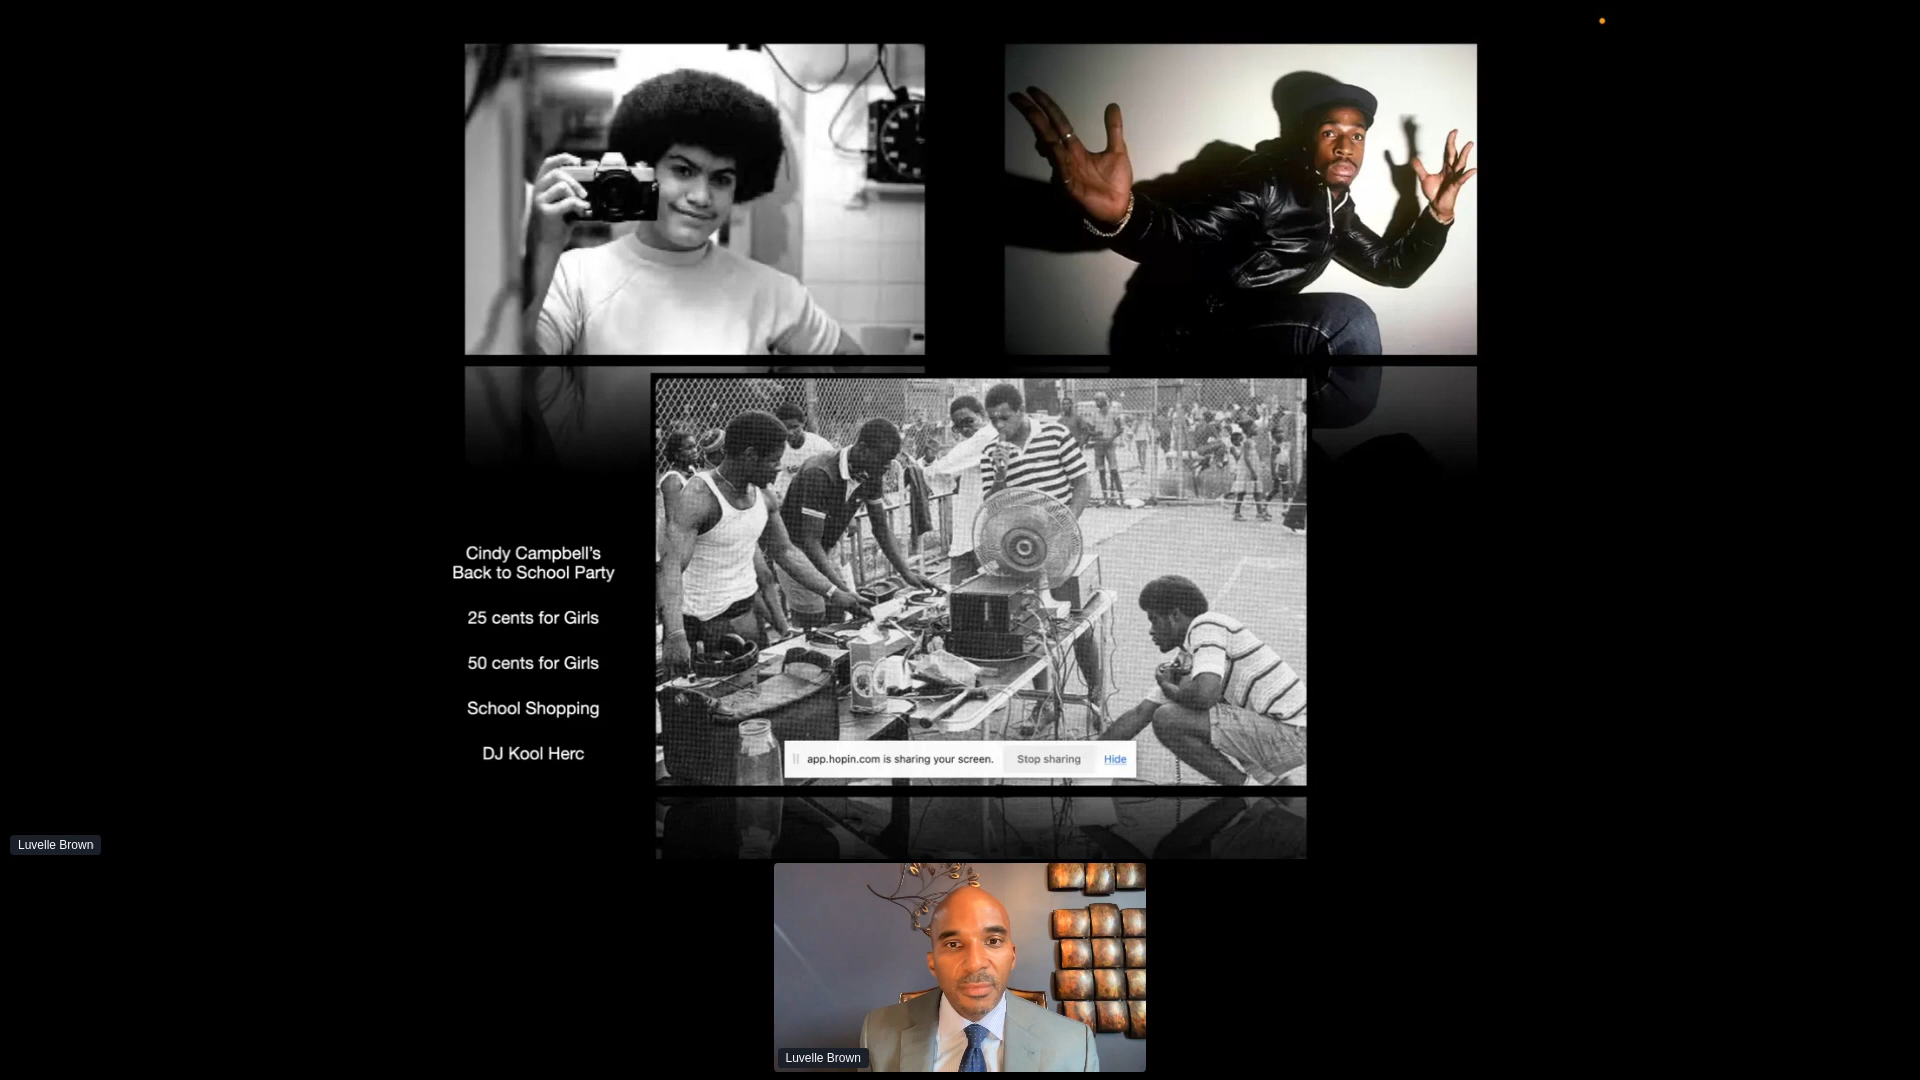 Cindy Campbell’s
Back to School Party
25 cents for Girls
50 cents for Girls
School Shopping
DJ Kool Herc
app.hopin.com is sharing your screen. Stop sharing Hide
Luvelle Brown
Luvelle Brown